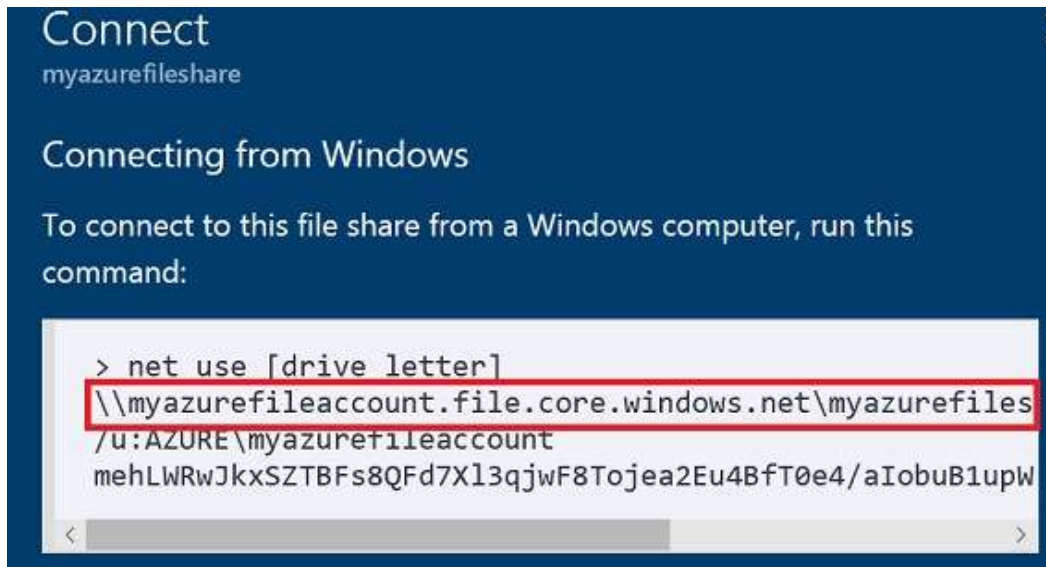 Connect
myazurefileshare
Connecting from Windows
To connect to this file share from a Windows computer, run this
command:
> net use [drive letter]
\\myazurefileaccount.file.core.windows.net\myazurefiles
/u:AZURE\myazurefileaccount
mehLWRwJkxSZTBFs8QFd7Xl3qjwF8Tojea2Eu4BfT0e4/aIobuB1upW